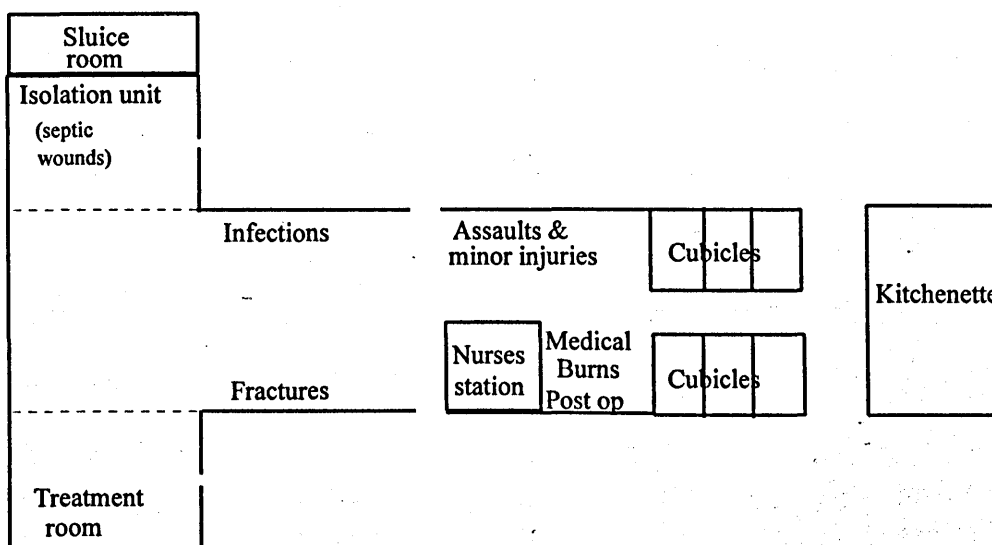 Sluice
room
Isolation unit
(septic
wounds)
Infections
Assaults &
minor injuries
Cubicles
Kitchenette
Nurses
station
Medical
Burns
Post op
Cubicles
Fractures
Treatment
room